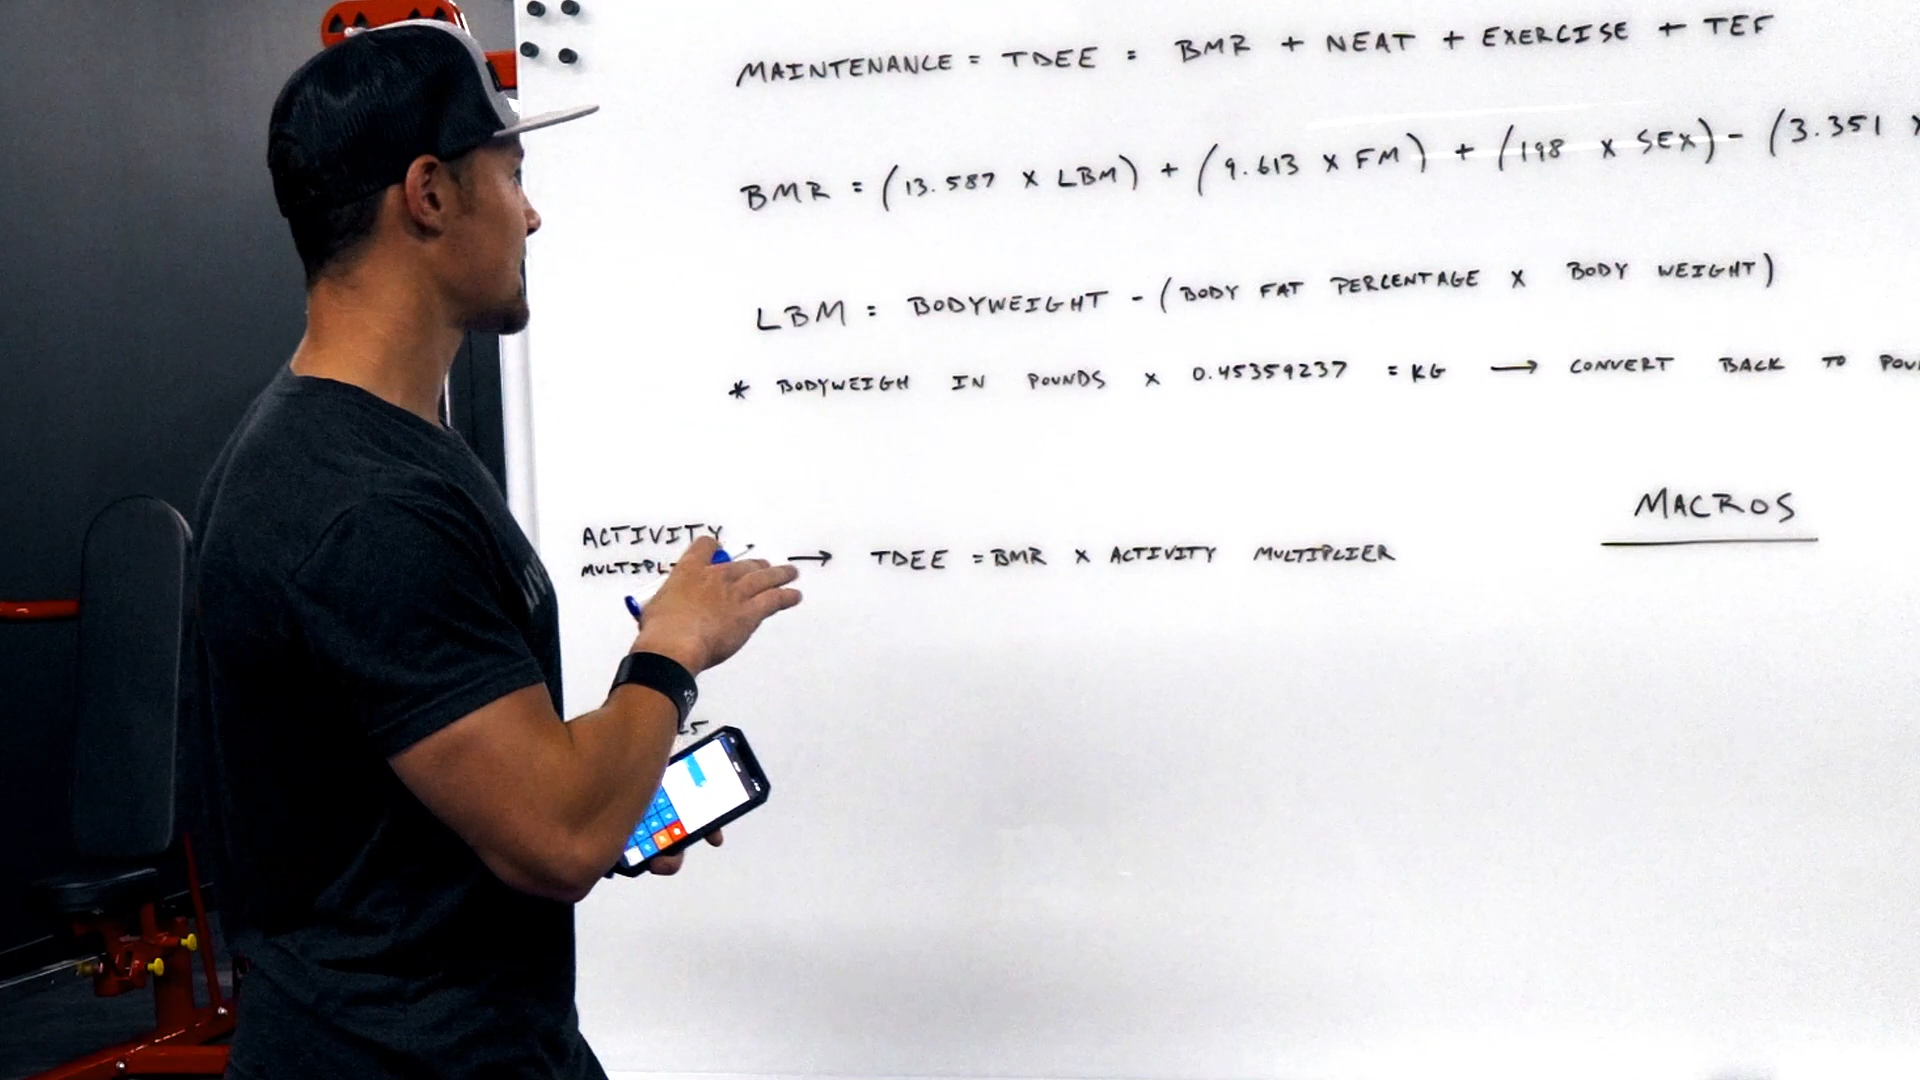 MAINTENANCE = TDEE = BMR + NEAT + EXERCISE + TEF
BMR = (13.587 X LBM) + (9.613 X FM) + (198 X SEX) - (3.351 X
LBM = BODYWEIGHT - (BODY FAT PERCENTAGE X BODY WEIGHT)
* BODYWEIGH IN POUNDS X 0.45359237 = KG → CONVERT BACK TO
MACROS
ACTIVITY
→ TDEE = BMR X ACTIVITY MULTIPLIER